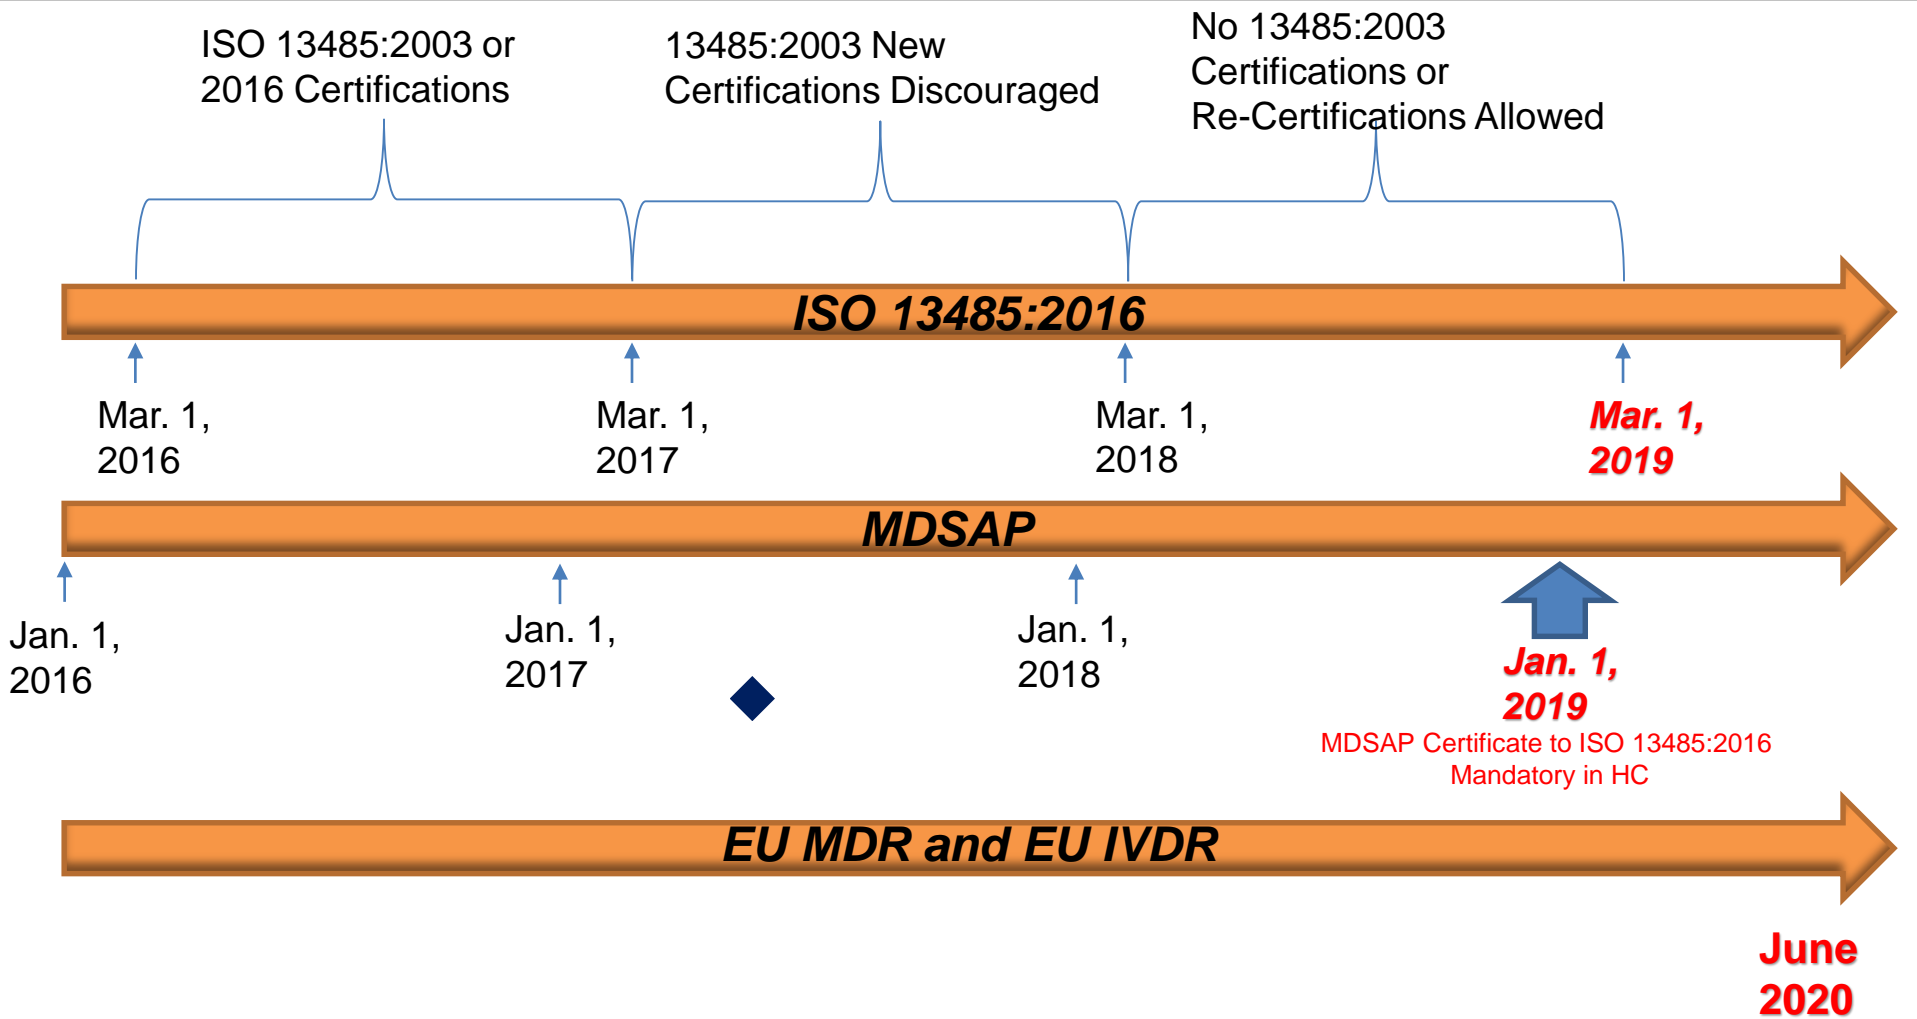 ISO 13485:2003 or
2016 Certifications
13485:2003 New
Certifications Discouraged
No 13485:2003
Certifications or
Re-Certifications Allowed
ISO 13485:2016
Mar. 1,
2016
Mar. 1,
2017
Mar. 1,
2018
Mar. 1,
2019
MDSAP
Jan. 1,
2016
Jan. 1,
2017
Jan. 1,
2018
Jan. 1,
2019
MDSAP Certificate to ISO 13485:2016
Mandatory in HC
EU MDR and EU IVDR
June
2020